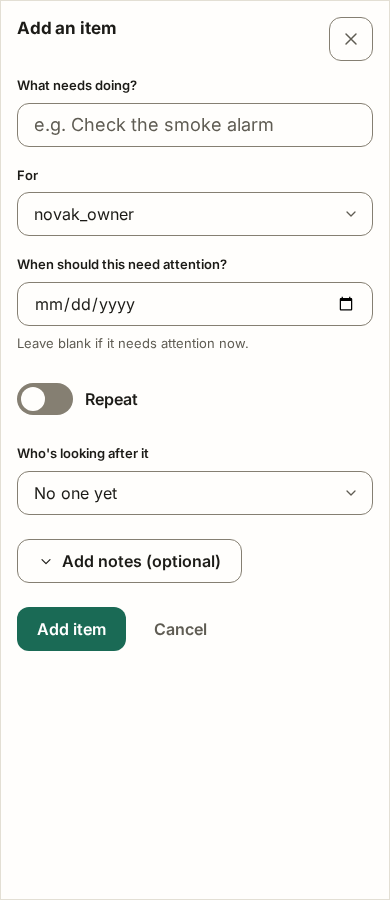 Add an item
What needs doing?
e.g. Check the smoke alarm
For
novak_owner
When should this need attention?
mm/dd/yyyy
Leave blank if it needs attention now.
Repeat
Who's looking after it
No one yet
Add notes (optional)
Add item
Cancel